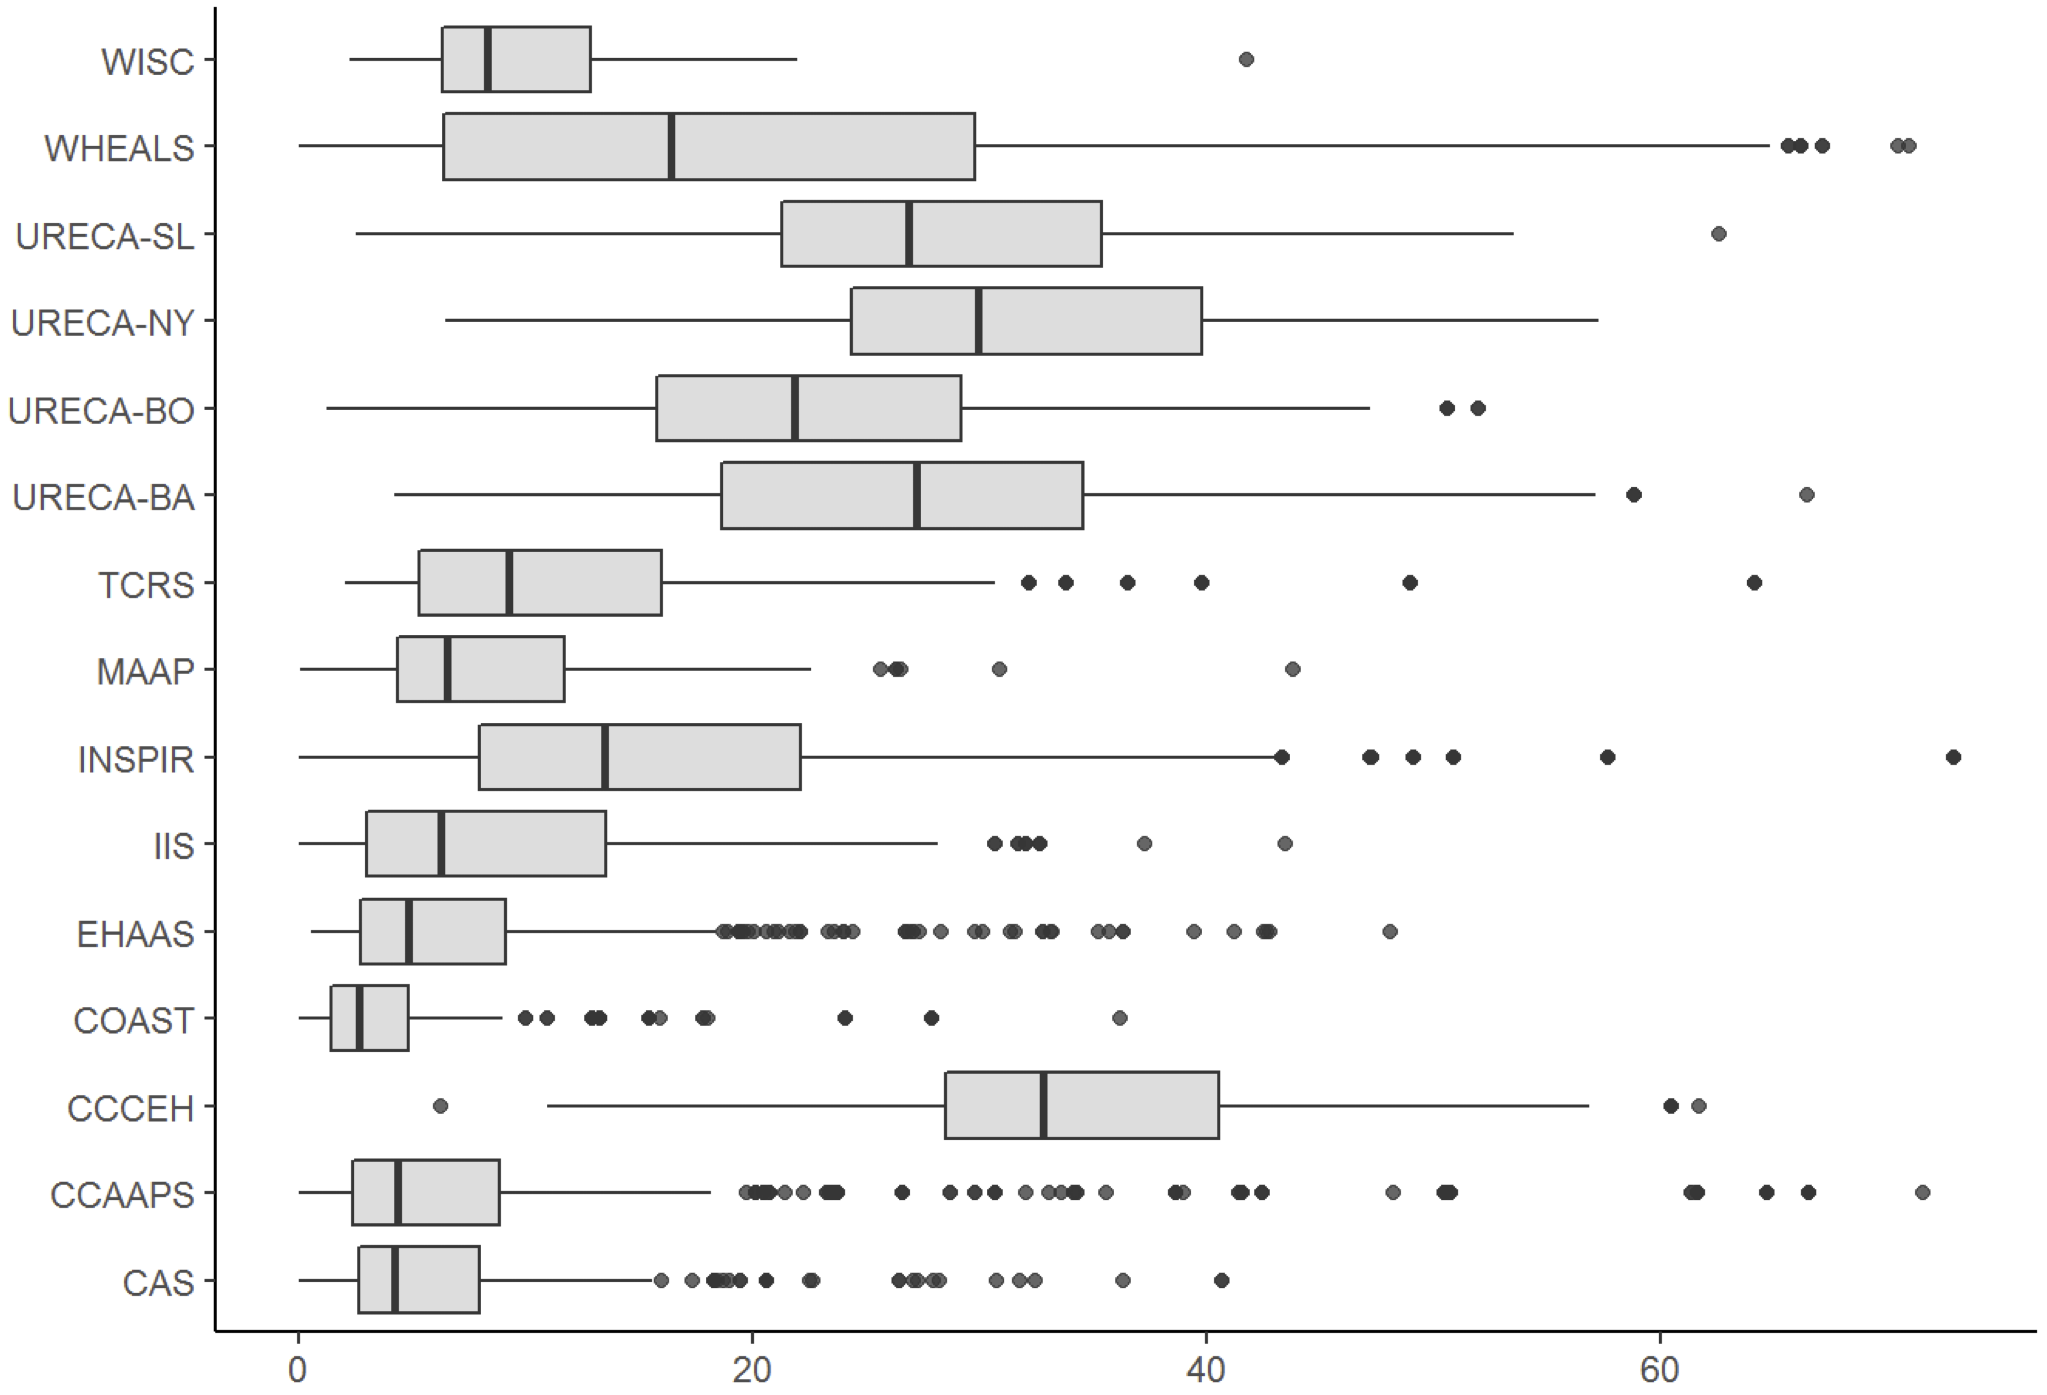 WISC
WHEALS
URECA-SL
URECA-NY
URECA-BO
URECA-BA
TCRS
MAAP
INSPIR
IIS
EHAAS
COAST
CCCEH
CCAAPS
CAS
0 20 40 60